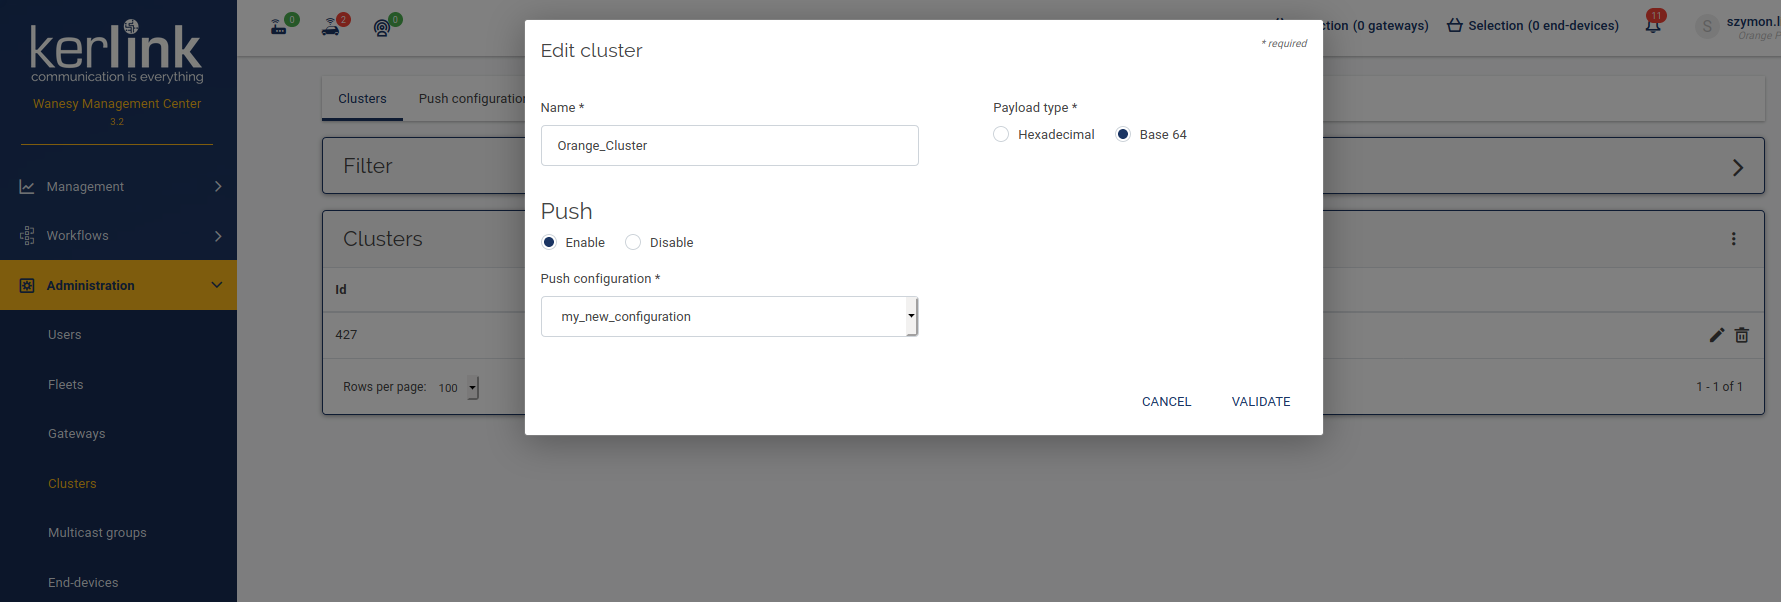 kerlink
communication is everything
Wanesy Management Center
3.2
Management
Workflows
Administration
Users
Fleets
Gateways
Clusters
Multicast groups
End-devices
0
2
0
ction (0 gateways)
Selection (0 end-devices)
11
S
szymon.l
Orange P
Clusters
Push configuration
Filter
Clusters
Id
427
Rows per page:
100
1 - 1 of 1
Edit cluster
* required
Name *
Orange_Cluster
Payload type *
Hexadecimal
Base 64
Push
Enable
Disable
Push configuration *
my_new_configuration
CANCEL
VALIDATE